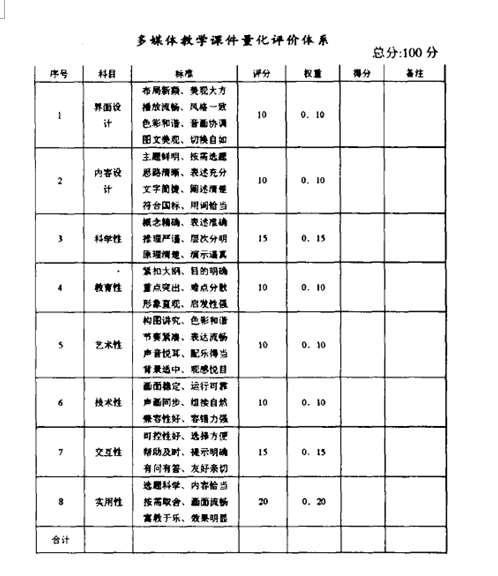 多媒体教学课件量化评价体系
总分:100 分
序号 科目 标准 评分 权重 得分 备注
1 界面设计 布局新颖、美观大方 10 0.10
播放流畅、风格一致
色彩和谐、音画协调
图文美观、切换自如
2 内容设计 主题鲜明、按需选题 10 0.10
思路清晰、表述充分
文字简捷、阐述清楚
符合国标、用词恰当
3 科学性 概念精确、表述准确 15 0.15
推理严谨、层次分明
原理清楚、演示逼真
4 教育性 紧扣大纲、目的明确 10 0.10
重点突出、难点分散
形象直观、启发性强
5 艺术性 构图讲究、色彩和谐 10 0.10
节奏紧凑、表达流畅
声音悦耳、配乐得当
背景适中、观感悦目
6 技术性 画面稳定、运行可靠 10 0.10
声画同步、组接自然
兼容性好、容错力强
7 交互性 可控性好、选择方便 15 0.15
帮助及时、提示明确
有问有答、友好亲切
8 实用性 选题科学、内容恰当 20 0.20
按需取舍、画面流畅
寓教于乐、效果明显
合计